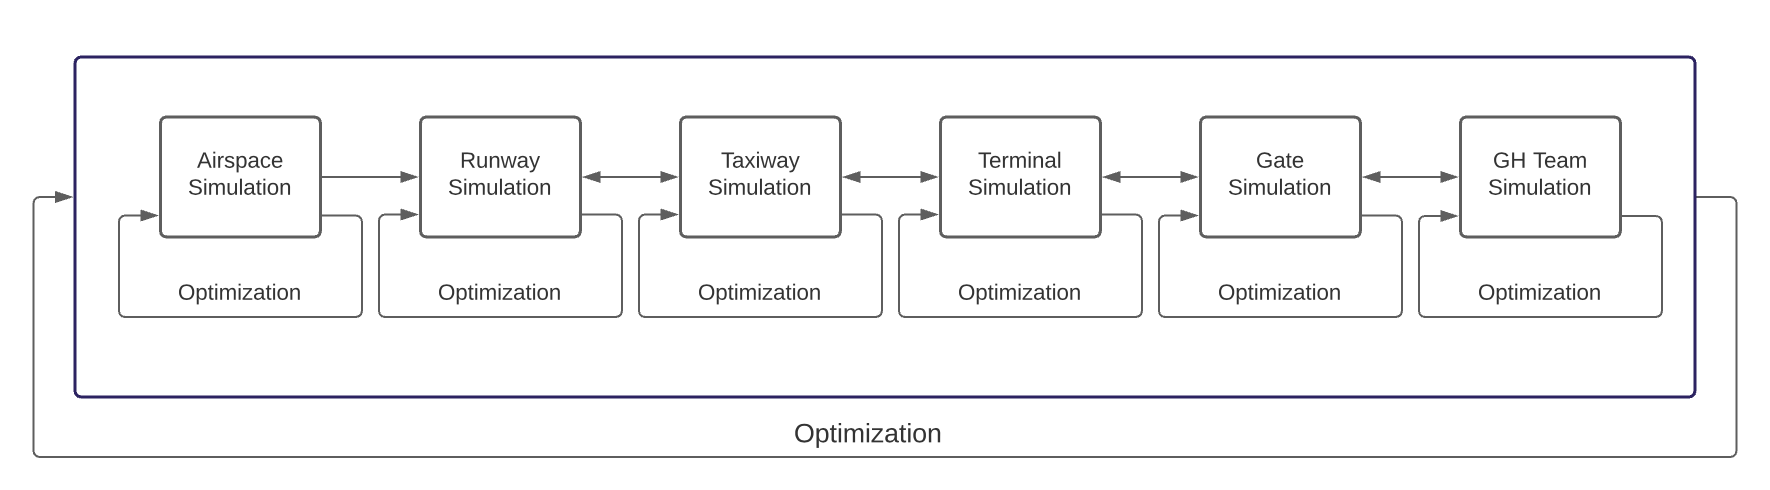 Airspace
Simulation
Runway
Simulation
Taxiway
Simulation
Terminal
Simulation
Gate
Simulation
GH Team
Simulation
Optimization
Optimization
Optimization
Optimization
Optimization
Optimization
Optimization